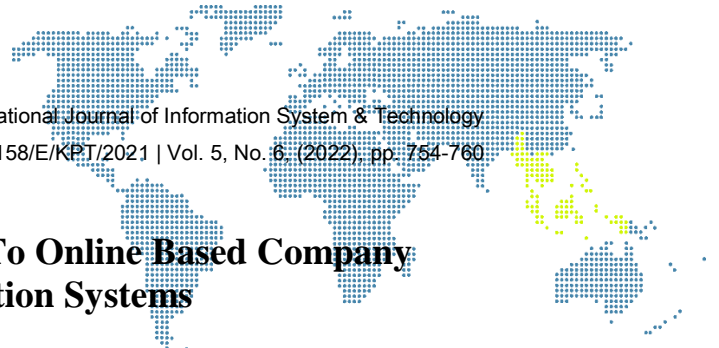 ational Journal of Information System & Technology
158/E/KPT/2021 | Vol. 5, No. 6, (2022), pp. 754-760
To Online Based Company
tion Systems